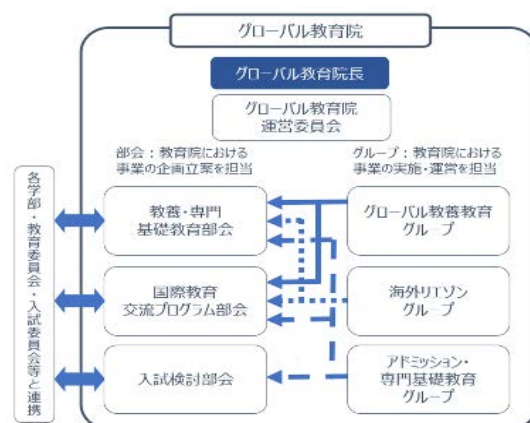 グローバル教育院
グローバル教育院長
グローバル教育院
運営委員会
部会：教育院における
事業の企画立案を担当
グループ：教育院における
事業の実施・運営を担当
各学部・教育委員会・入試委員会等と連携
教養・専門
基礎教育部会
グローバル教養教育
グループ
国際教育
交流プログラム部会
海外リエゾン
グループ
入試検討部会
アドミッション・
専門基礎教育
グループ